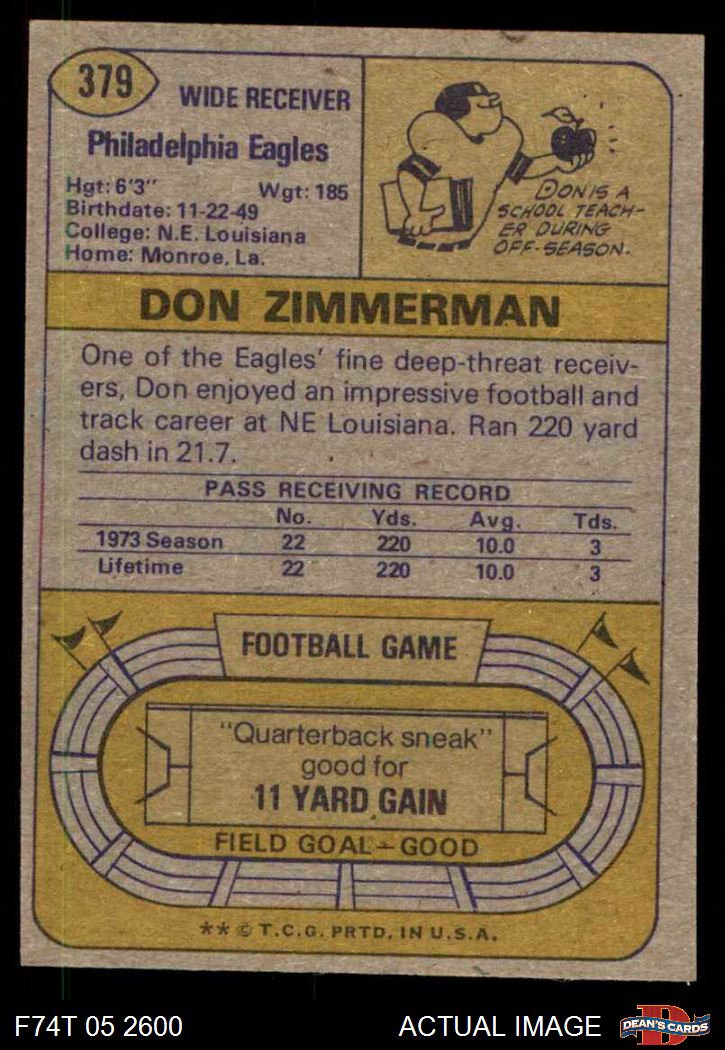 379
WIDE RECEIVER
Philadelphia Eagles
Hgt: 6'3" Wgt: 185
Birthdate: 11-22-49
College: N.E. Louisiana
Home: Monroe, La.
DON IS A
SCHOOL TEACH-
ER DURING
OFF-SEASON.
DON ZIMMERMAN
One of the Eagles' fine deep-threat receiv-
ers, Don enjoyed an impressive football and
track career at NE Louisiana. Ran 220 yard
dash in 21.7.
PASS RECEIVING RECORD
No. Yds. Avg. Tds.
1973 Season 22 220 10.0 3
Lifetime 22 220 10.0 3
FOOTBALL GAME
"Quarterback sneak"
good for
11 YARD GAIN
FIELD GOAL - GOOD
** © T.C.G. PRTD. IN U.S.A.
F74T 05 2600 ACTUAL IMAGE
D
DEAN'S CARDS